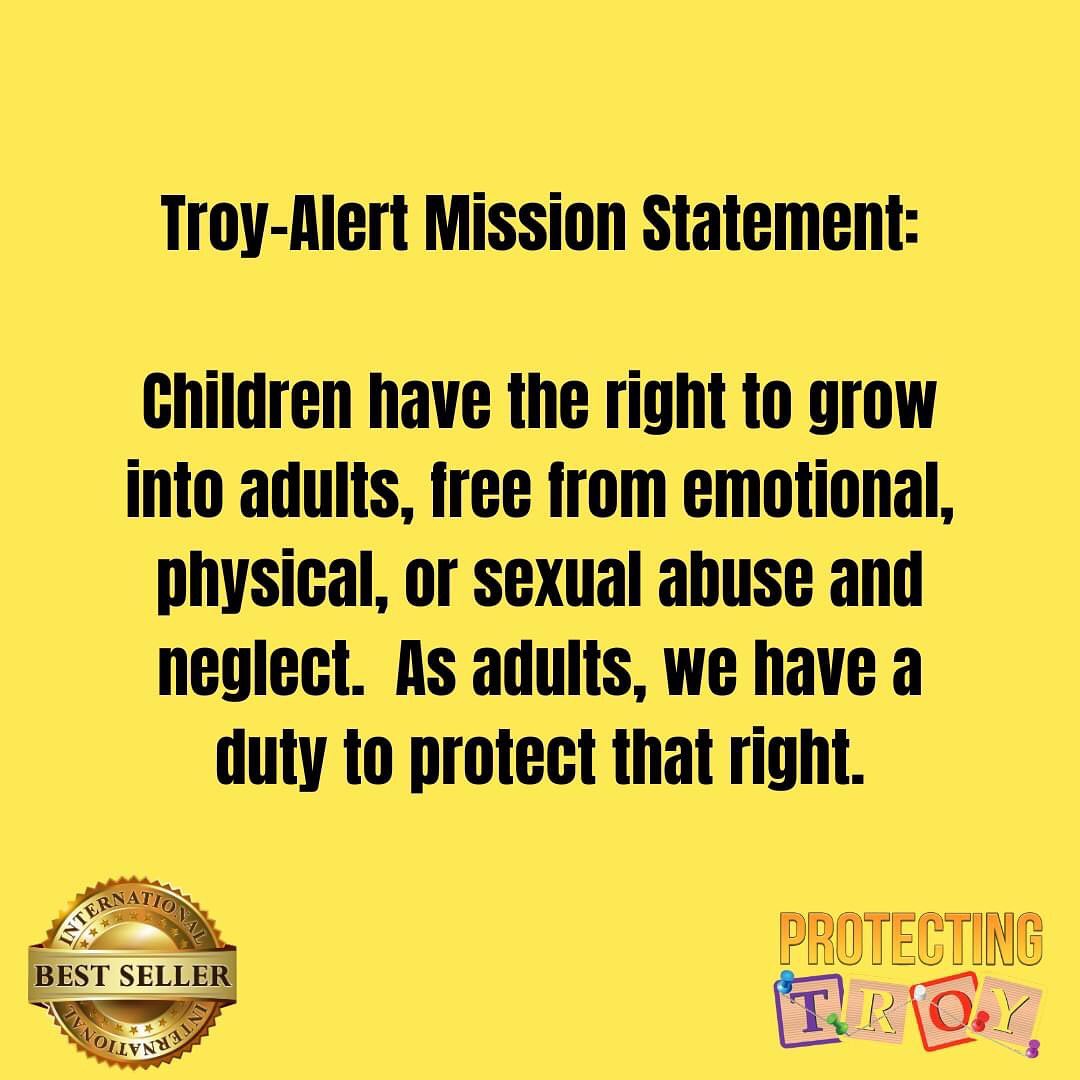 Troy-Alert Mission Statement:
Children have the right to grow
into adults, free from emotional,
physical, or sexual abuse and
neglect.  As adults, we have a
duty to protect that right.
INTERNATIONAL
BEST SELLER
INTERNATIONAL
PROTECTING
TROY